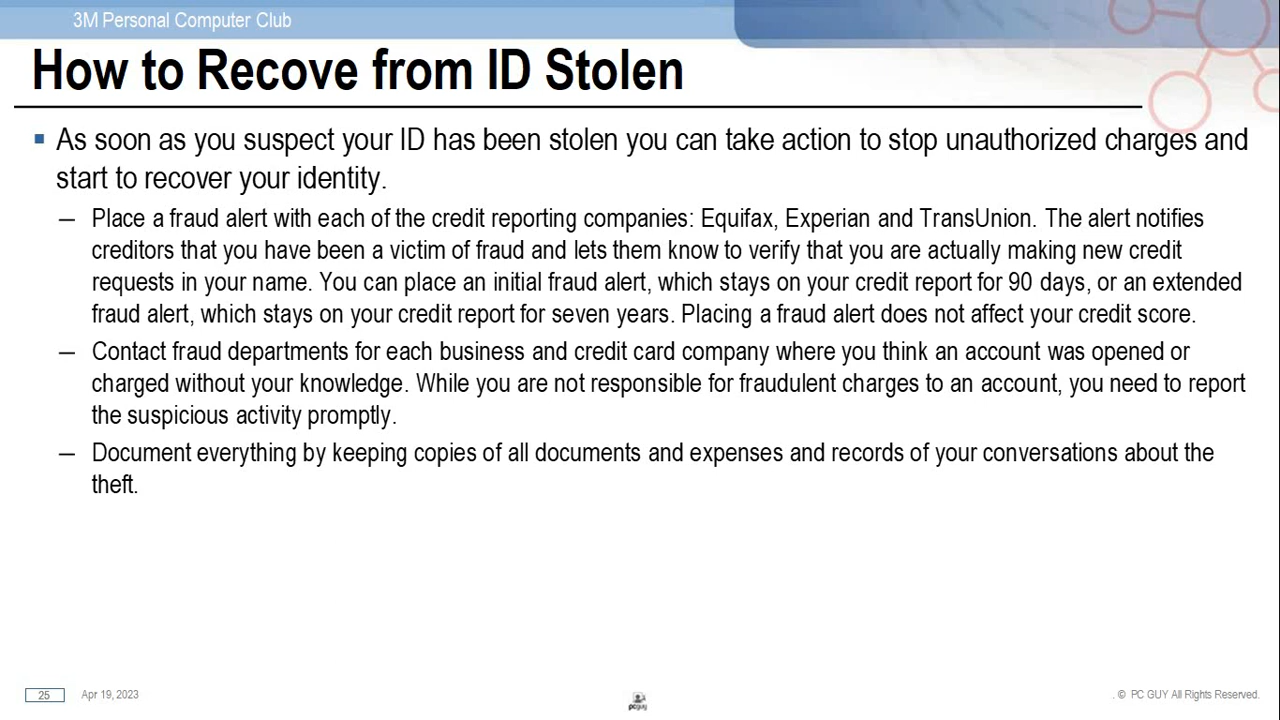 3M Personal Computer Club
How to Recove from ID Stolen
▪ As soon as you suspect your ID has been stolen you can take action to stop unauthorized charges and
start to recover your identity.
— Place a fraud alert with each of the credit reporting companies: Equifax, Experian and TransUnion. The alert notifies
creditors that you have been a victim of fraud and lets them know to verify that you are actually making new credit
requests in your name. You can place an initial fraud alert, which stays on your credit report for 90 days, or an extended
fraud alert, which stays on your credit report for seven years. Placing a fraud alert does not affect your credit score.
— Contact fraud departments for each business and credit card company where you think an account was opened or
charged without your knowledge. While you are not responsible for fraudulent charges to an account, you need to report
the suspicious activity promptly.
— Document everything by keeping copies of all documents and expenses and records of your conversations about the
theft.
25 Apr 19, 2023
pcguy
. © PC GUY All Rights Reserved.